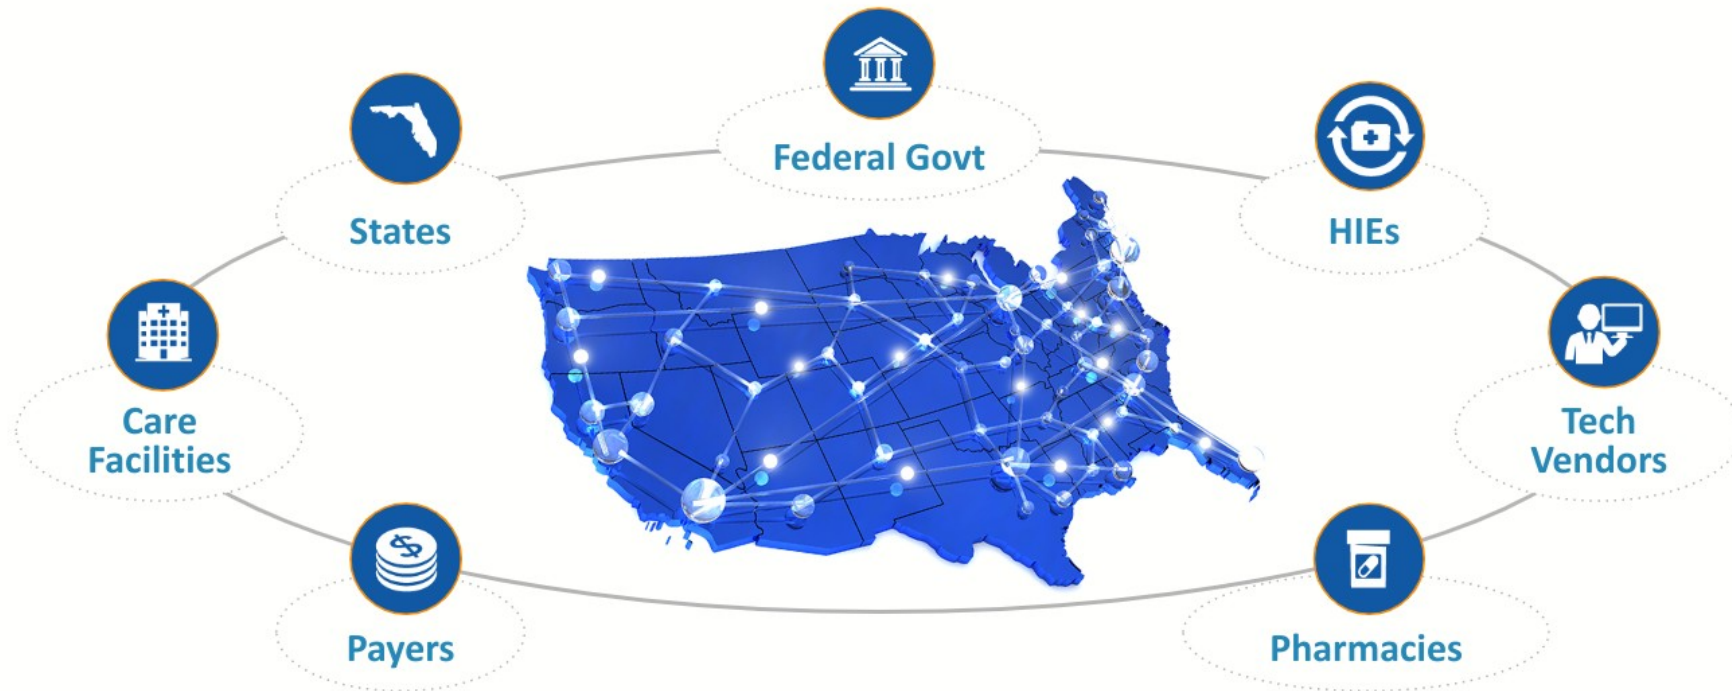 Federal Govt
States
HIEs
Care
Facilities
Tech
Vendors
Payers
Pharmacies